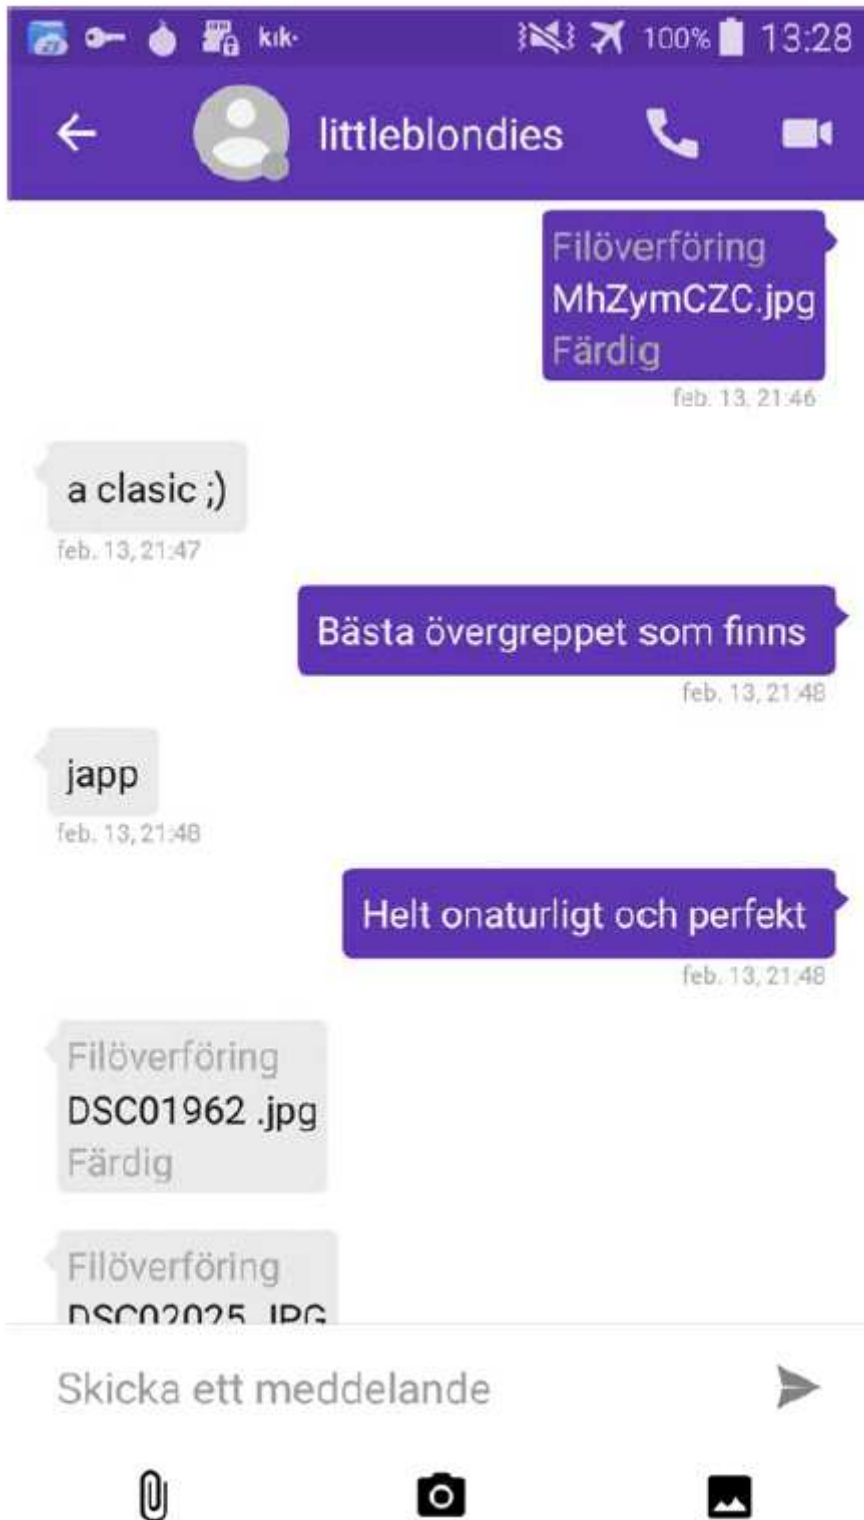 kik·
100% 13:28
littleblondies
Filöverföring
MhZymCZC.jpg
Färdig
feb. 13, 21:46
a clasic ;)
feb. 13, 21:47
Bästa övergreppet som finns
feb. 13, 21:48
japp
feb. 13, 21:48
Helt onaturligt och perfekt
feb. 13, 21:48
Filöverföring
DSC01962 .jpg
Färdig
Filöverföring
DSC02025 .JPG
Skicka ett meddelande